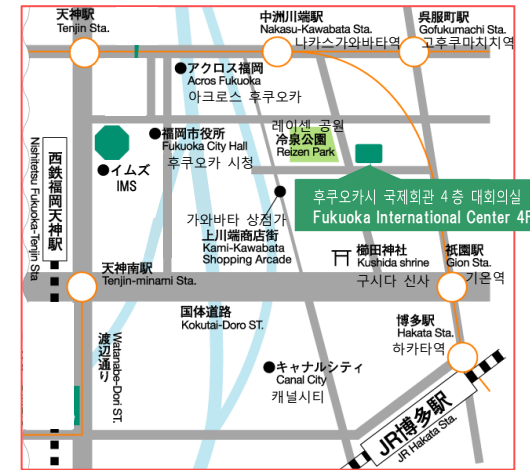 天神駅
Tenjin Sta.
中洲川端駅
Nakasu-Kawabata Sta.
나카스가와바타역
呉服町駅
Gofukumachi Sta.
고후쿠마치치역
アクロス福岡
Acros Fukuoka
아크로스 후쿠오카
레이센 공원
冷泉公園
Reizen Park
福岡市役所
Fukuoka City Hall
후쿠오카 시청
イムズ
IMS
西鉄福岡天神駅
Nishitetsu Fukuoka-Tenjin Sta
후쿠오카시 국제회관 4층 대회의실
Fukuoka International Center 4F
가와바타 상점가
上川端商店街
Kami-Kawabata
Shopping Arcade
櫛田神社
Kushida shrine
구시다 신사
祇園駅
Gion Sta.
기온역
天神南駅
Tenjin-minami Sta.
国体道路
Kokutai-Doro ST.
博多駅
Hakata Sta.
하카타역
渡辺通り
Watanabe-Dori ST.
キャナルシティ
Canal City
캐널시티
JR博多駅
JR Hakata Sta.